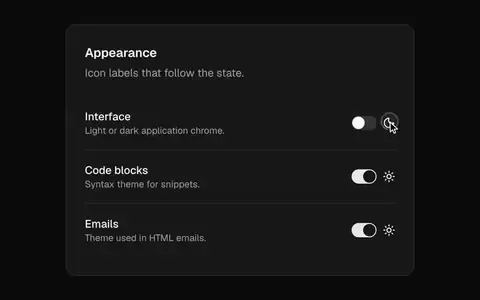 Appearance
Icon labels that follow the state.
Interface
Light or dark application chrome.
Code blocks
Syntax theme for snippets.
Emails
Theme used in HTML emails.